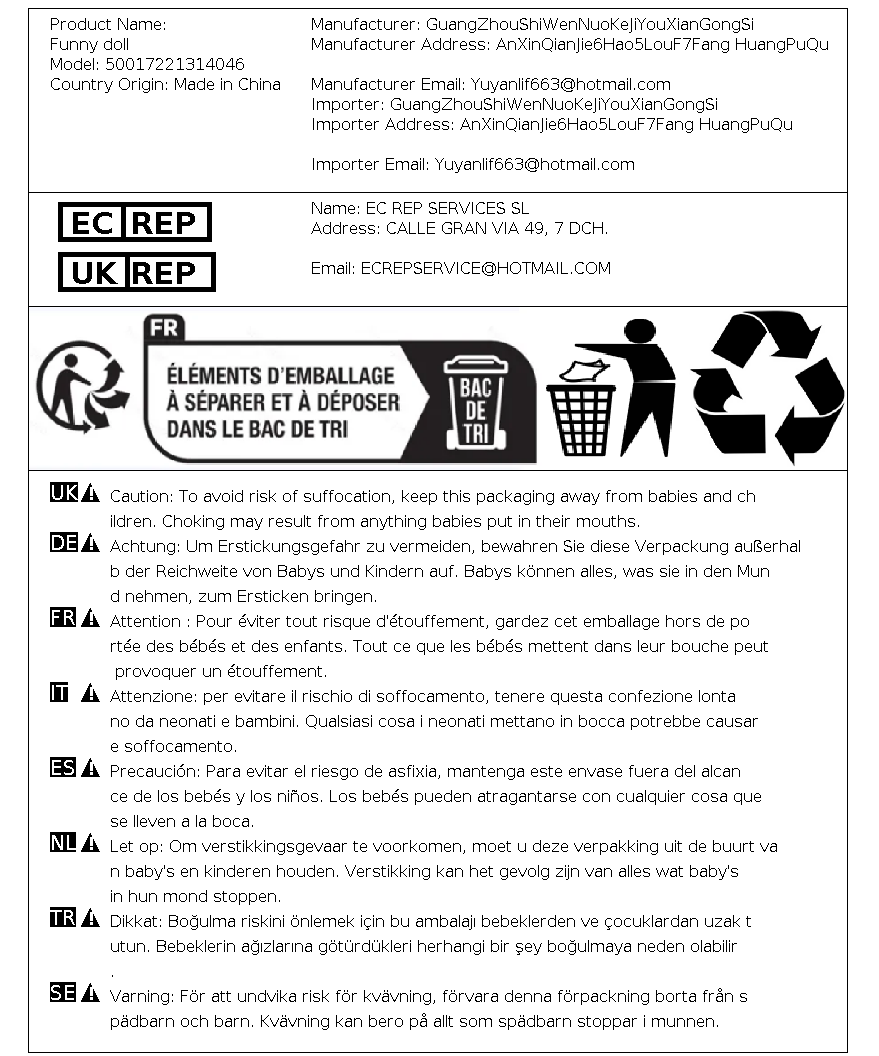 Product Name:
Funny doll
Model: 50017221314046
Country Origin: Made in China
Manufacturer: GuangZhouShiWenNuoKeJiYouXianGongSi
Manufacturer Address: AnXinQianJie6Hao5LouF7Fang HuangPuQu
Manufacturer Email: Yuyanlif663@hotmail.com
Importer: GuangZhouShiWenNuoKeJiYouXianGongSi
Importer Address: AnXinQianJie6Hao5LouF7Fang HuangPuQu
Importer Email: Yuyanlif663@hotmail.com
EC REP
UK REP
Name: EC REP SERVICES SL
Address: CALLE GRAN VIA 49, 7 DCH.
Email: ECREPSERVICE@HOTMAIL.COM
FR
ÉLÉMENTS D'EMBALLAGE
À SÉPARER ET À DÉPOSER
DANS LE BAC DE TRI
BAC
DE
TRI
UK Caution: To avoid risk of suffocation, keep this packaging away from babies and ch
ildren. Choking may result from anything babies put in their mouths.
DE Achtung: Um Erstickungsgefahr zu vermeiden, bewahren Sie diese Verpackung außerhal
b der Reichweite von Babys und Kindern auf. Babys können alles, was sie in den Mun
d nehmen, zum Ersticken bringen.
FR Attention : Pour éviter tout risque d'étouffement, gardez cet emballage hors de po
rtée des bébés et des enfants. Tout ce que les bébés mettent dans leur bouche peut
provoquer un étouffement.
IT Attenzione: per evitare il rischio di soffocamento, tenere questa confezione lonta
no da neonati e bambini. Qualsiasi cosa i neonati mettano in bocca potrebbe causar
e soffocamento.
ES Precaución: Para evitar el riesgo de asfixia, mantenga este envase fuera del alcan
ce de los bebés y los niños. Los bebés pueden atragantarse con cualquier cosa que
se lleven a la boca.
NL Let op: Om verstikkingsgevaar te voorkomen, moet u deze verpakking uit de buurt va
n baby's en kinderen houden. Verstikking kan het gevolg zijn van alles wat baby's
in hun mond stoppen.
TR Dikkat: Boğulma riskini önlemek için bu ambalajı bebeklerden ve çocuklardan uzak t
utun. Bebeklerin ağızlarına götürdükleri herhangi bir şey boğulmaya neden olabilir
.
SE Varning: För att undvika risk för kvävning, förvara denna förpackning borta från s
pädbarn och barn. Kvävning kan bero på allt som spädbarn stoppar i munnen.